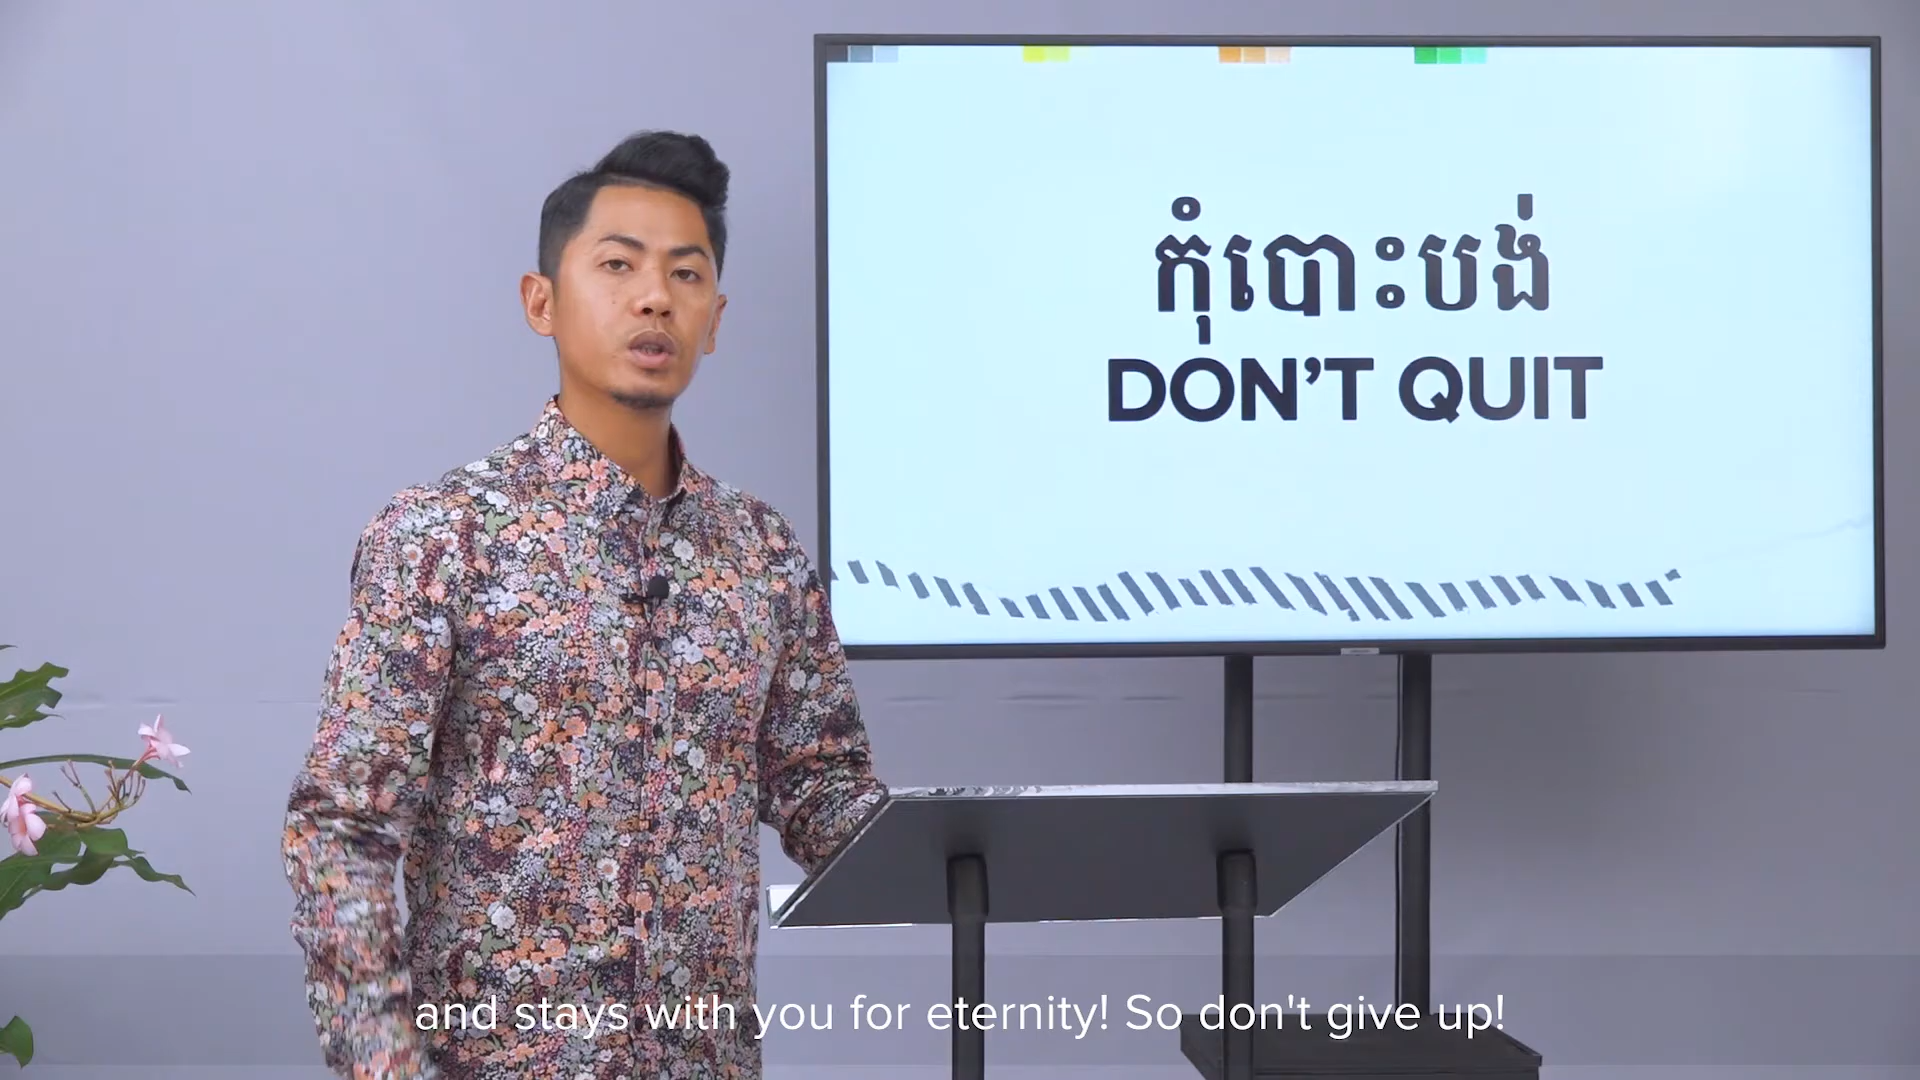 កុំបោះបង់
DON'T QUIT
and stays with you for eternity! So don't give up!